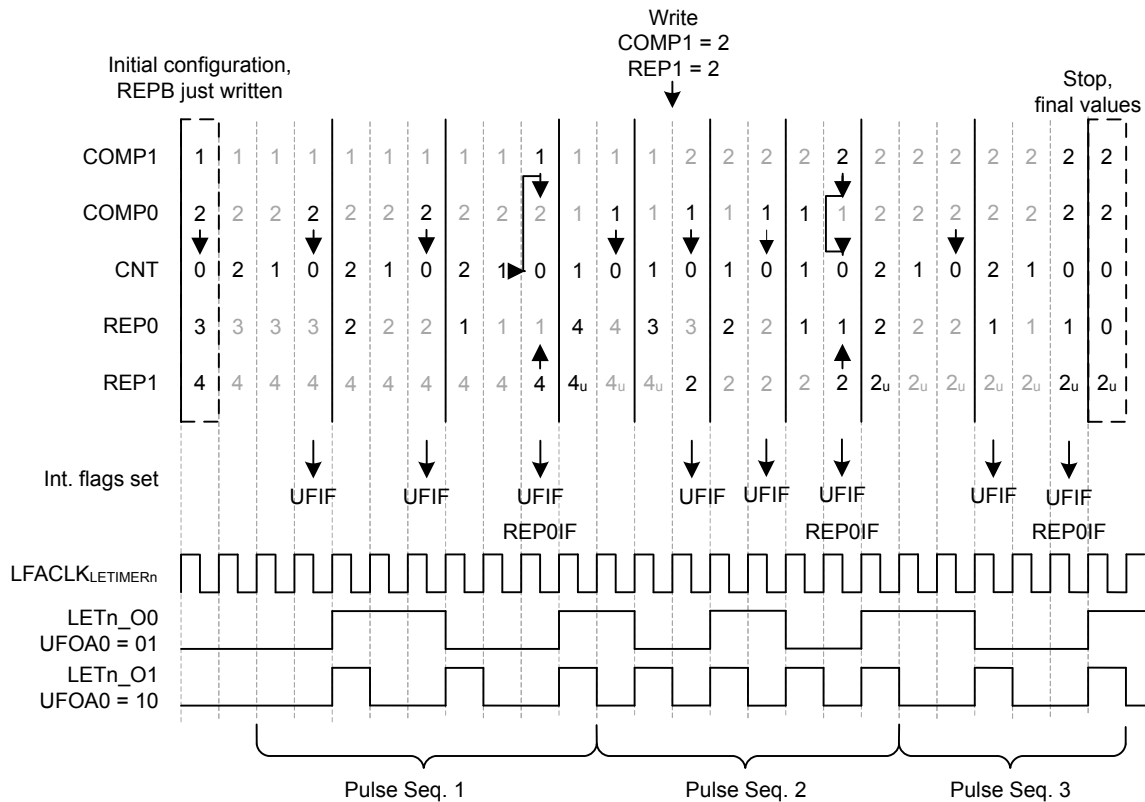 Write
COMP1 = 2
REP1 = 2
Initial configuration,
REPB just written
Stop,
final values
COMP1 1 1 1 1 1 1 1 1 1 1 1 1 1 2 2 2 2 2 2 2 2 2 2 2 2
COMP0 2 2 2 2 2 2 2 2 2 2 1 1 1 1 1 1 1 1 2 2 2 2 2 2 2
CNT 0 2 1 0 2 1 0 2 1 0 1 0 1 0 1 0 1 0 2 1 0 2 1 0 0
REP0 3 3 3 3 2 2 2 1 1 1 4 4 3 3 2 2 1 1 2 2 2 1 1 1 0
REP1 4 4 4 4 4 4 4 4 4 4 4u 4u 4u 2 2 2 2 2 2u 2u 2u 2u 2u 2u 2u
Int. flags set
UFIF UFIF UFIF UFIF UFIF UFIF UFIF UFIF
REP0IF REP0IF REP0IF
LFACLKLETIMERn
LETn_O0
UFOA0 = 01
LETn_O1
UFOA0 = 10
Pulse Seq. 1 Pulse Seq. 2 Pulse Seq. 3